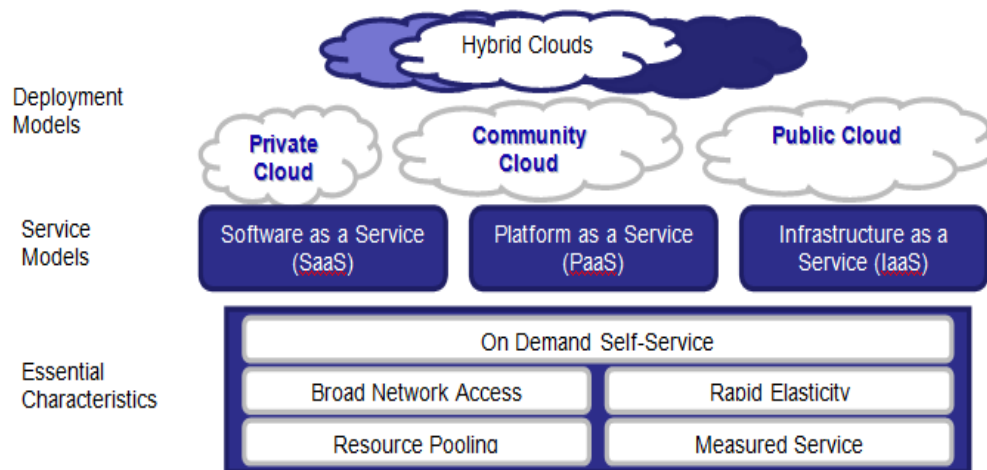 Hybrid Clouds
Deployment
Models
Private
Cloud
Community
Cloud
Public Cloud
Service
Models
Software as a Service
(SaaS)
Platform as a Service
(PaaS)
Infrastructure as a
Service (IaaS)
Essential
Characteristics
On Demand Self-Service
Broad Network Access
Rapid Elasticity
Resource Pooling
Measured Service